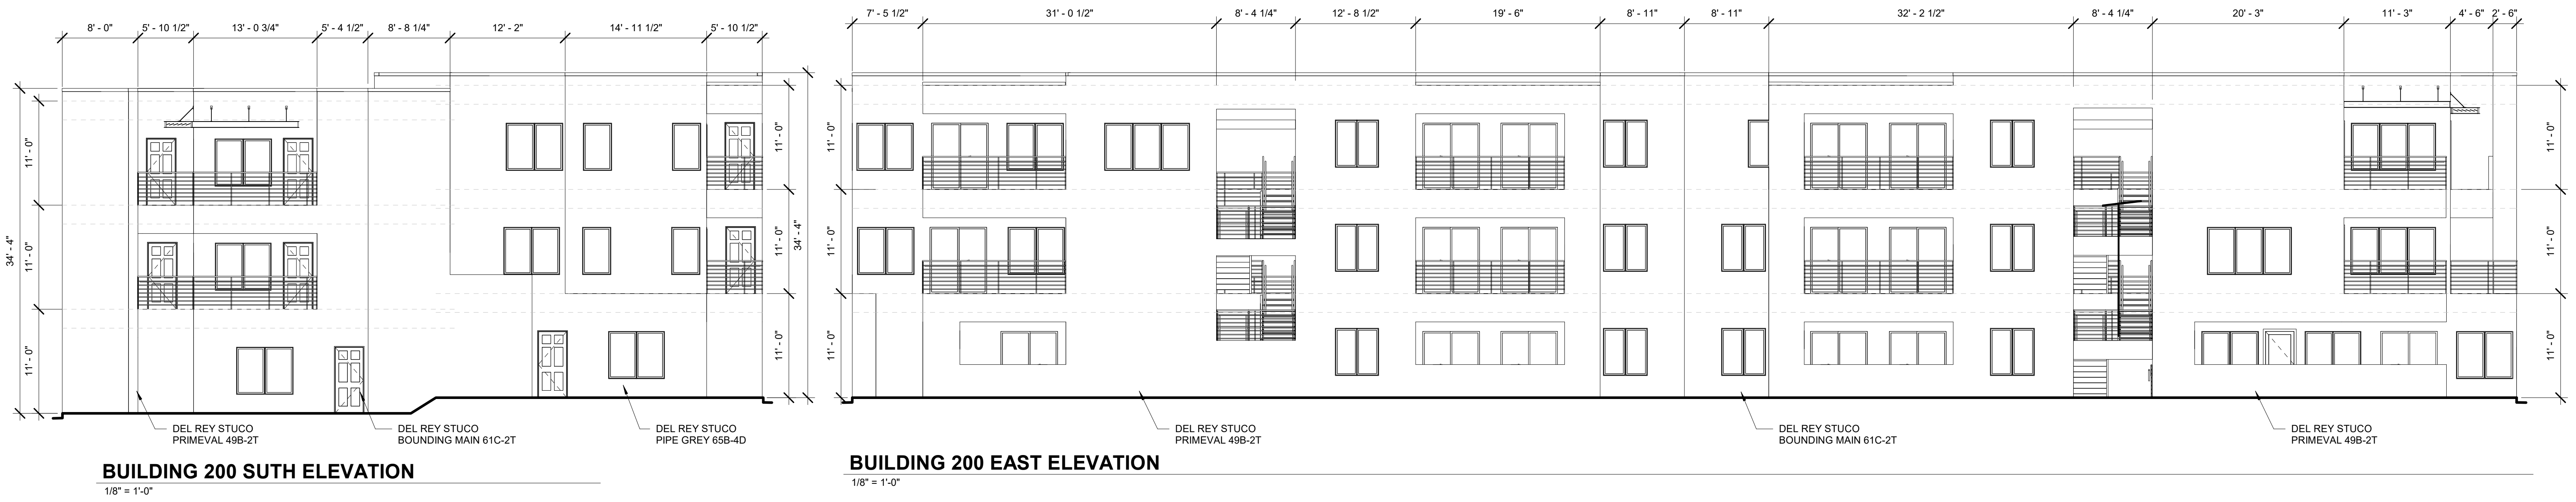 8' - 0" 5' - 10 1/2" 13' - 0 3/4" 5' - 4 1/2" 8' - 8 1/4" 12' - 2" 14' - 11 1/2" 5' - 10 1/2"
34' - 4"
11' - 0"
11' - 0"
11' - 0"
11' - 0"
11' - 0"
11' - 0"
34' - 4"
DEL REY STUCO
PRIMEVAL 49B-2T
DEL REY STUCO
BOUNDING MAIN 61C-2T
DEL REY STUCO
PIPE GREY 65B-4D
BUILDING 200 SUTH ELEVATION
1/8" = 1'-0"
7' - 5 1/2" 31' - 0 1/2" 8' - 4 1/4" 12' - 8 1/2" 19' - 6" 8' - 11" 8' - 11" 32' - 2 1/2" 8' - 4 1/4" 20' - 3" 11' - 3" 4' - 6" 2' - 6"
11' - 0"
11' - 0"
11' - 0"
11' - 0"
11' - 0"
11' - 0"
DEL REY STUCO
PRIMEVAL 49B-2T
DEL REY STUCO
BOUNDING MAIN 61C-2T
DEL REY STUCO
PRIMEVAL 49B-2T
BUILDING 200 EAST ELEVATION
1/8" = 1'-0"